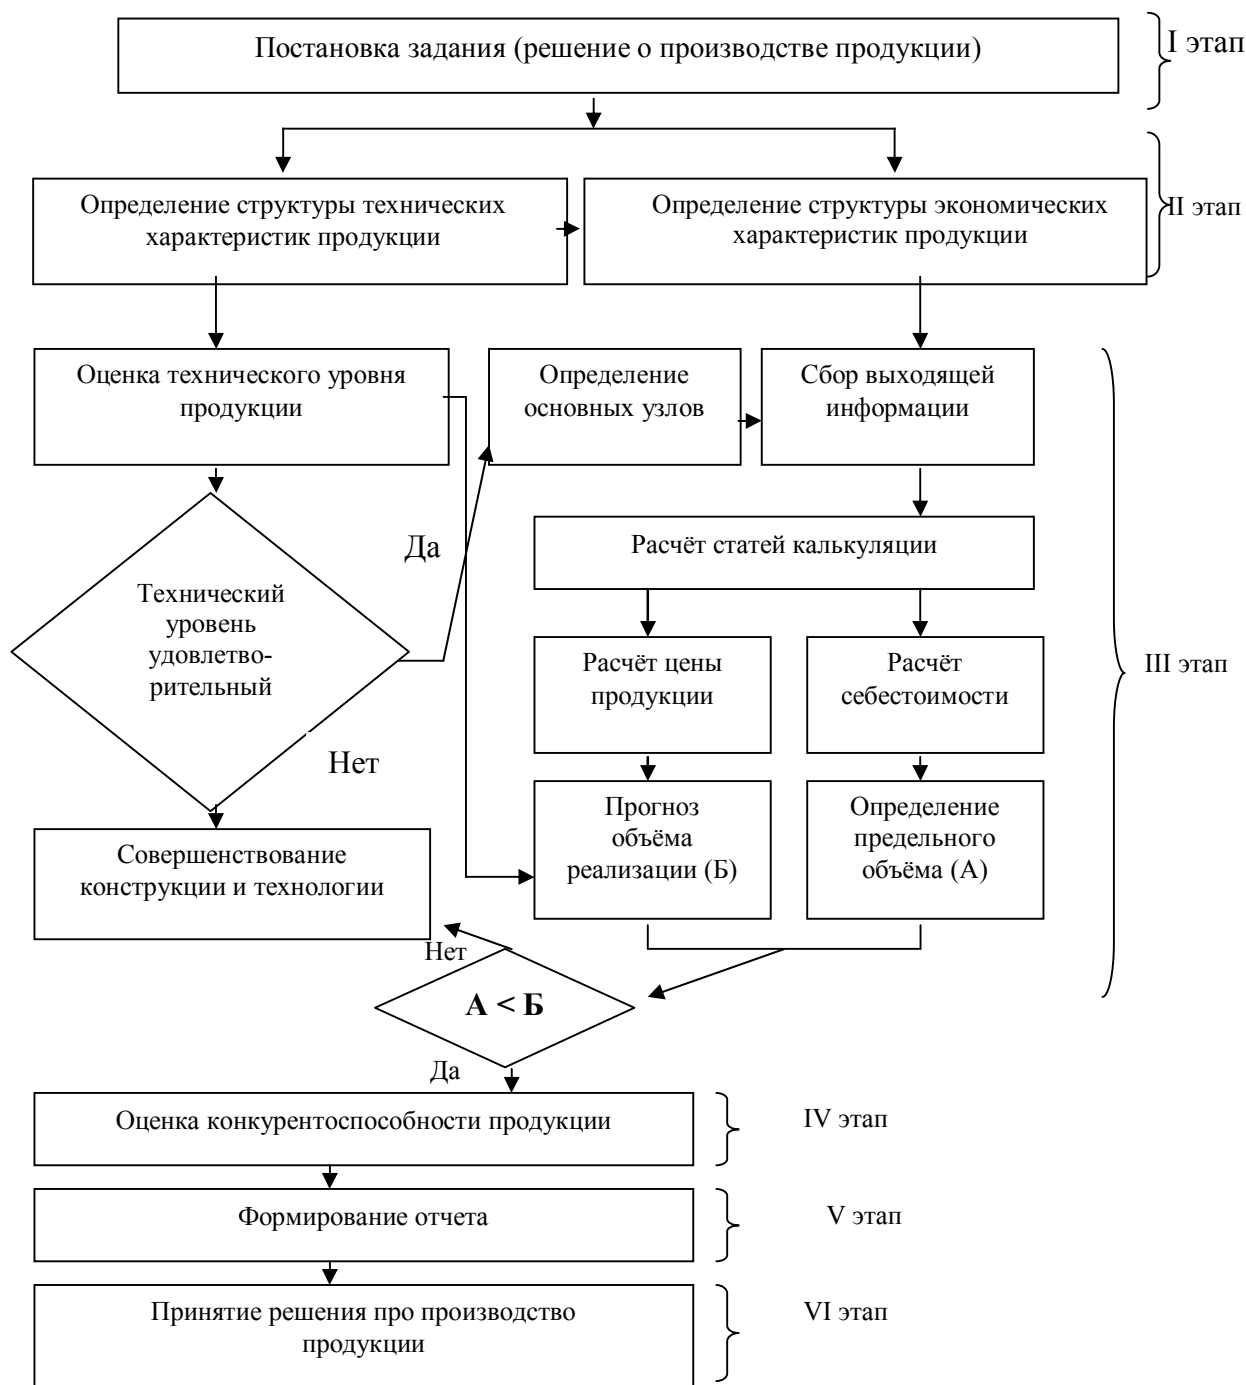 Постановка задания (решение о производстве продукции)
I этап
Определение структуры технических
характеристик продукции
Определение структуры экономических
характеристик продукции
II этап
Оценка технического уровня
продукции
Определение
основных узлов
Сбор выходящей
информации
Да
Расчёт статей калькуляции
Технический
уровень
удовлетво-
рительный
Расчёт цены
продукции
Расчёт
себестоимости
III этап
Нет
Прогноз
объёма
реализации (Б)
Определение
предельного
объёма (А)
Совершенствование
конструкции и технологии
Нет
А < Б
Да
Оценка конкурентоспособности продукции
IV этап
Формирование отчета
V этап
Принятие решения про производство
продукции
VI этап